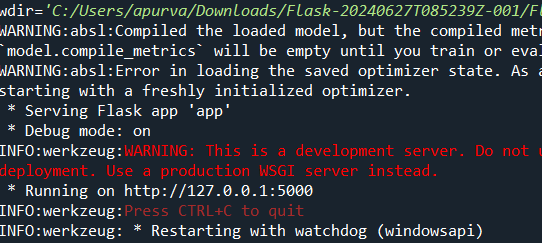 wdir='C:/Users/apurva/Downloads/Flask-20240627T085239Z-001/Fl
WARNING:absl:Compiled the loaded model, but the compiled metr
`model.compile_metrics` will be empty until you train or eval
WARNING:absl:Error in loading the saved optimizer state. As a
starting with a freshly initialized optimizer.
* Serving Flask app 'app'
* Debug mode: on
INFO:werkzeug:WARNING: This is a development server. Do not u
deployment. Use a production WSGI server instead.
* Running on http://127.0.0.1:5000
INFO:werkzeug:Press CTRL+C to quit
INFO:werkzeug: * Restarting with watchdog (windowsapi)